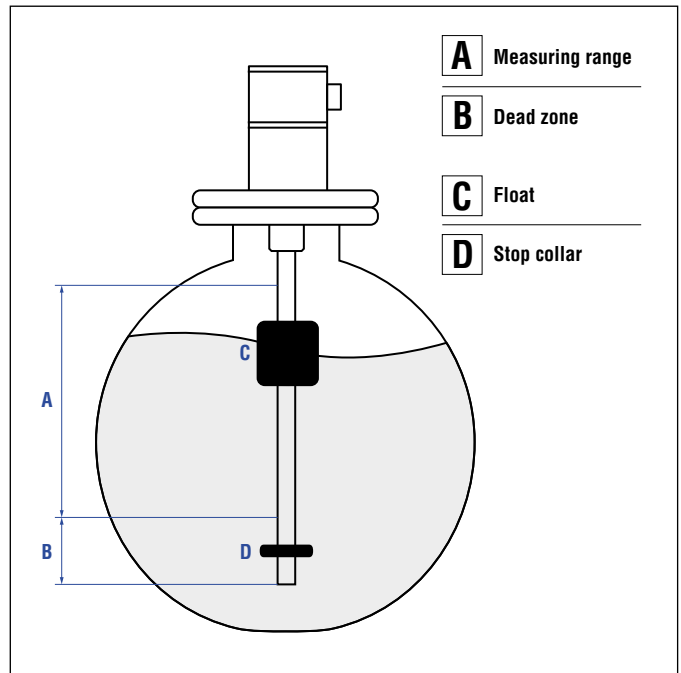 A Measuring range
B Dead zone
C Float
D Stop collar
C
A
B
D